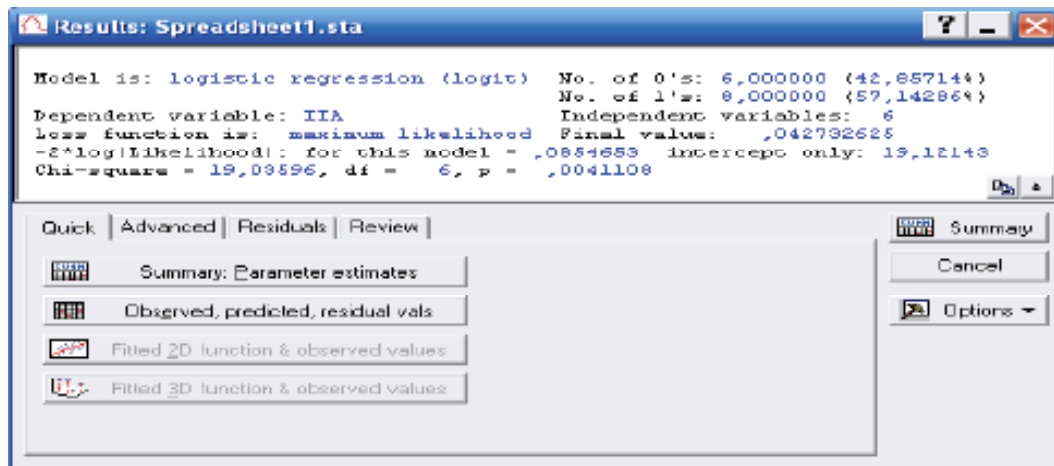 Results: Spreadsheet1.sta
?
Model is: logistic regression (logit) No. of 0's: 6,000000 (42,85714%)
No. of 1's: 8,000000 (57,14286%)
Dependent variable: IIA Independent variables: 6
Loss function is: maximum likelihood Final value: ,042732625
-2*log(Likelihood): for this model = ,0854653 intercept only: 19,12143
Chi-square = 19,03596, df = 6, p = ,0041108
Quick Advanced Residuals Review
Summary
Summary: Parameter estimates
Cancel
Observed, predicted, residual vals
Options
Fitted 2D function & observed values
Fitted 3D function & observed values